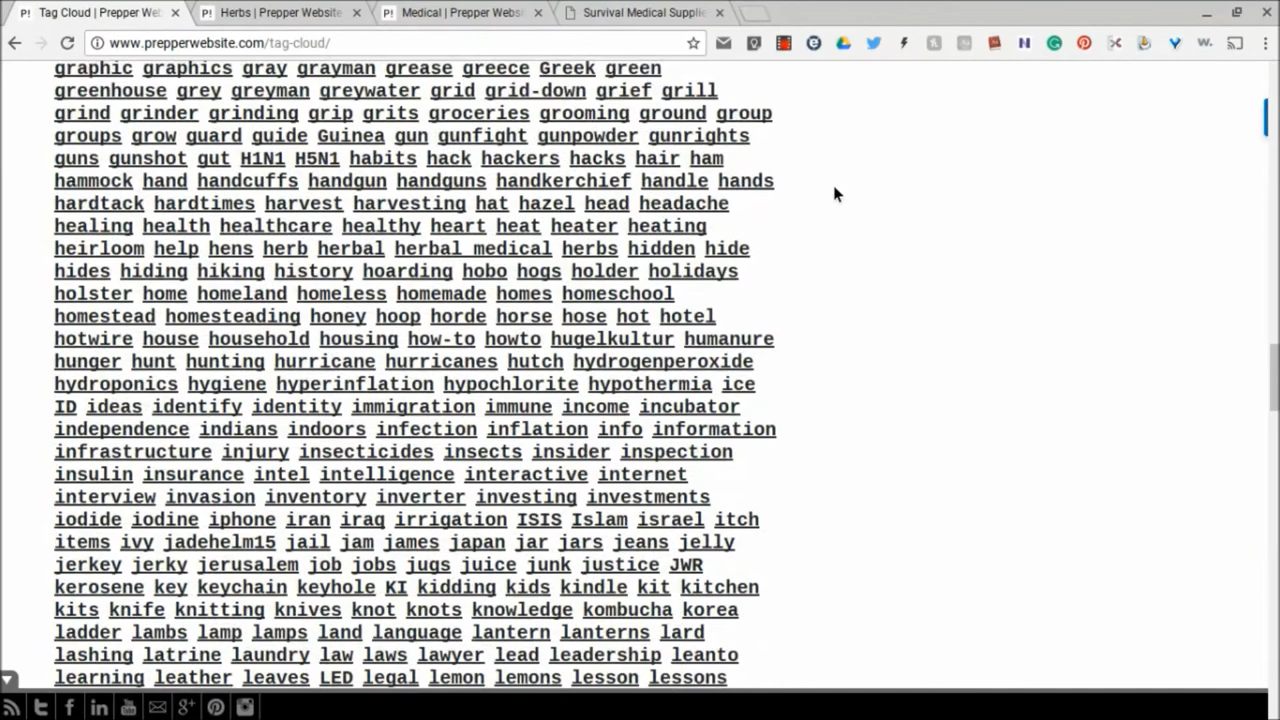 Tag Cloud | Prepper Web
Herbs | Prepper Website
Medical | Prepper Webs
Survival Medical Supplie
www.prepperwebsite.com/tag-cloud/
graphic graphics gray grayman grease greece Greek green
greenhouse grey greyman greywater grid grid-down grief grill
grind grinder grinding grip grits groceries grooming ground group
groups grow guard guide Guinea gun gunfight gunpowder gunrights
guns gunshot gut H1N1 H5N1 habits hack hackers hacks hair ham
hammock hand handcuffs handgun handguns handkerchief handle hands
hardtack hardtimes harvest harvesting hat hazel head headache
healing health healthcare healthy heart heat heater heating
heirloom help hens herb herbal herbal medical herbs hidden hide
hides hiding hiking history hoarding hobo hogs holder holidays
holster home homeland homeless homemade homes homeschool
homestead homesteading honey hoop horde horse hose hot hotel
hotwire house household housing how-to howto hugelkultur humanure
hunger hunt hunting hurricane hurricanes hutch hydrogenperoxide
hydroponics hygiene hyperinflation hypochlorite hypothermia ice
ID ideas identify identity immigration immune income incubator
independence indians indoors infection inflation info information
infrastructure injury insecticides insects insider inspection
insulin insurance intel intelligence interactive internet
interview invasion inventory inverter investing investments
iodide iodine iphone iran iraq irrigation ISIS Islam israel itch
items ivy jadehelm15 jail jam james japan jar jars jeans jelly
jerkey jerky jerusalem job jobs jugs juice junk justice JWR
kerosene key keychain keyhole KI kidding kids kindle kit kitchen
kits knife knitting knives knot knots knowledge kombucha korea
ladder lambs lamp lamps land language lantern lanterns lard
lashing latrine laundry law laws lawyer lead leadership leanto
learning leather leaves LED legal lemon lemons lesson lessons